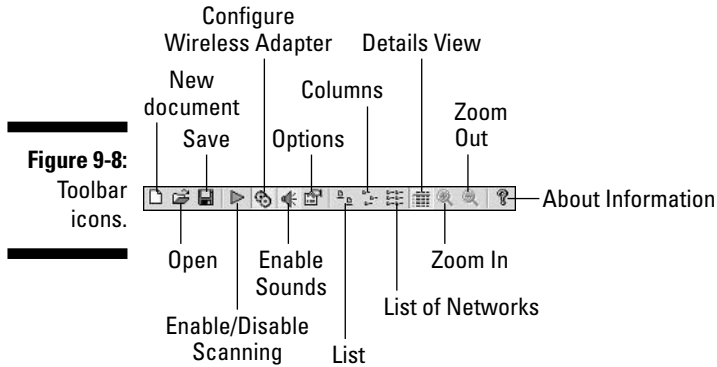 Configure
Wireless Adapter
Details View
New
document
Columns
Zoom
Out
Save
Options
Figure 9-8:
Toolbar
icons.
About Information
Open
Enable
Sounds
Zoom In
List of Networks
Enable/Disable
Scanning
List